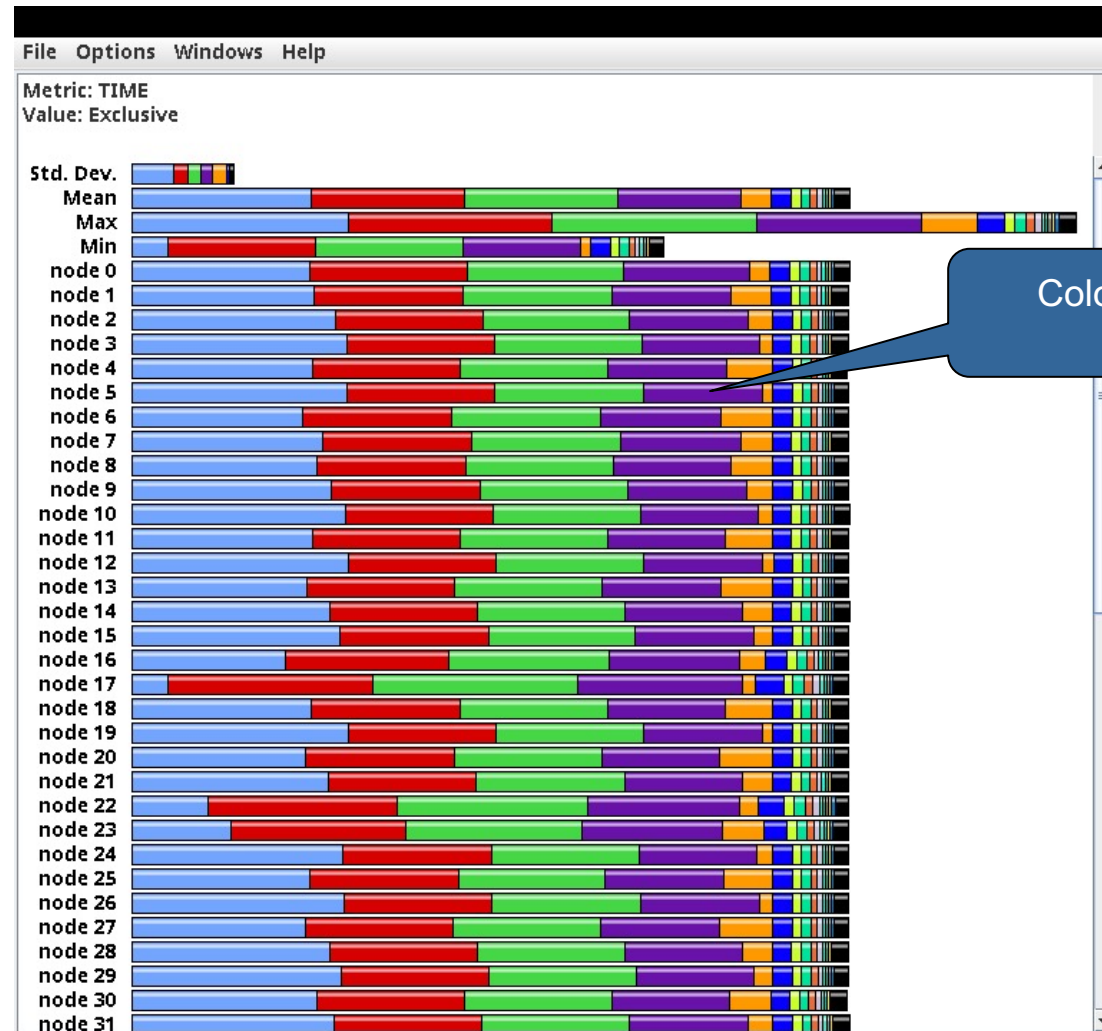 File Options Windows Help
Metric: TIME
Value: Exclusive
Std. Dev.
Mean
Max
Min
node 0
node 1
node 2
node 3
node 4
node 5
node 6
node 7
node 8
node 9
node 10
node 11
node 12
node 13
node 14
node 15
node 16
node 17
node 18
node 19
node 20
node 21
node 22
node 23
node 24
node 25
node 26
node 27
node 28
node 29
node 30
node 31